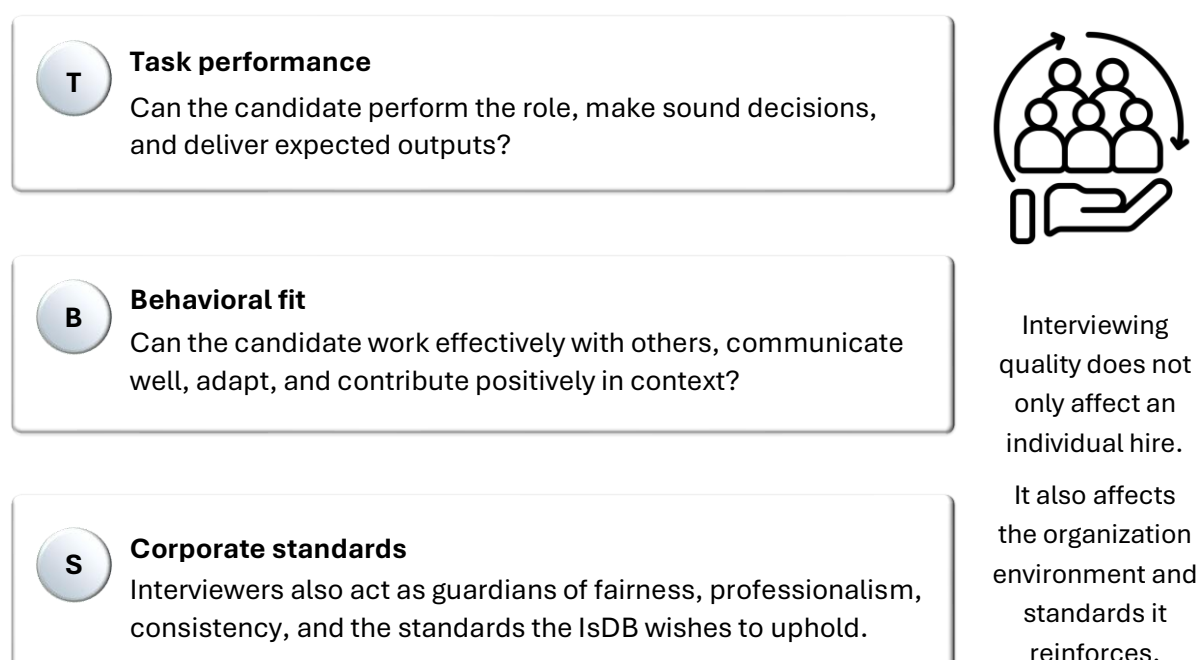 T
Task performance
Can the candidate perform the role, make sound decisions,
and deliver expected outputs?
B
Behavioral fit
Can the candidate work effectively with others, communicate
well, adapt, and contribute positively in context?
S
Corporate standards
Interviewers also act as guardians of fairness, professionalism,
consistency, and the standards the IsDB wishes to uphold.
Interviewing
quality does not
only affect an
individual hire.
It also affects
the organization
environment and
standards it
reinforces.